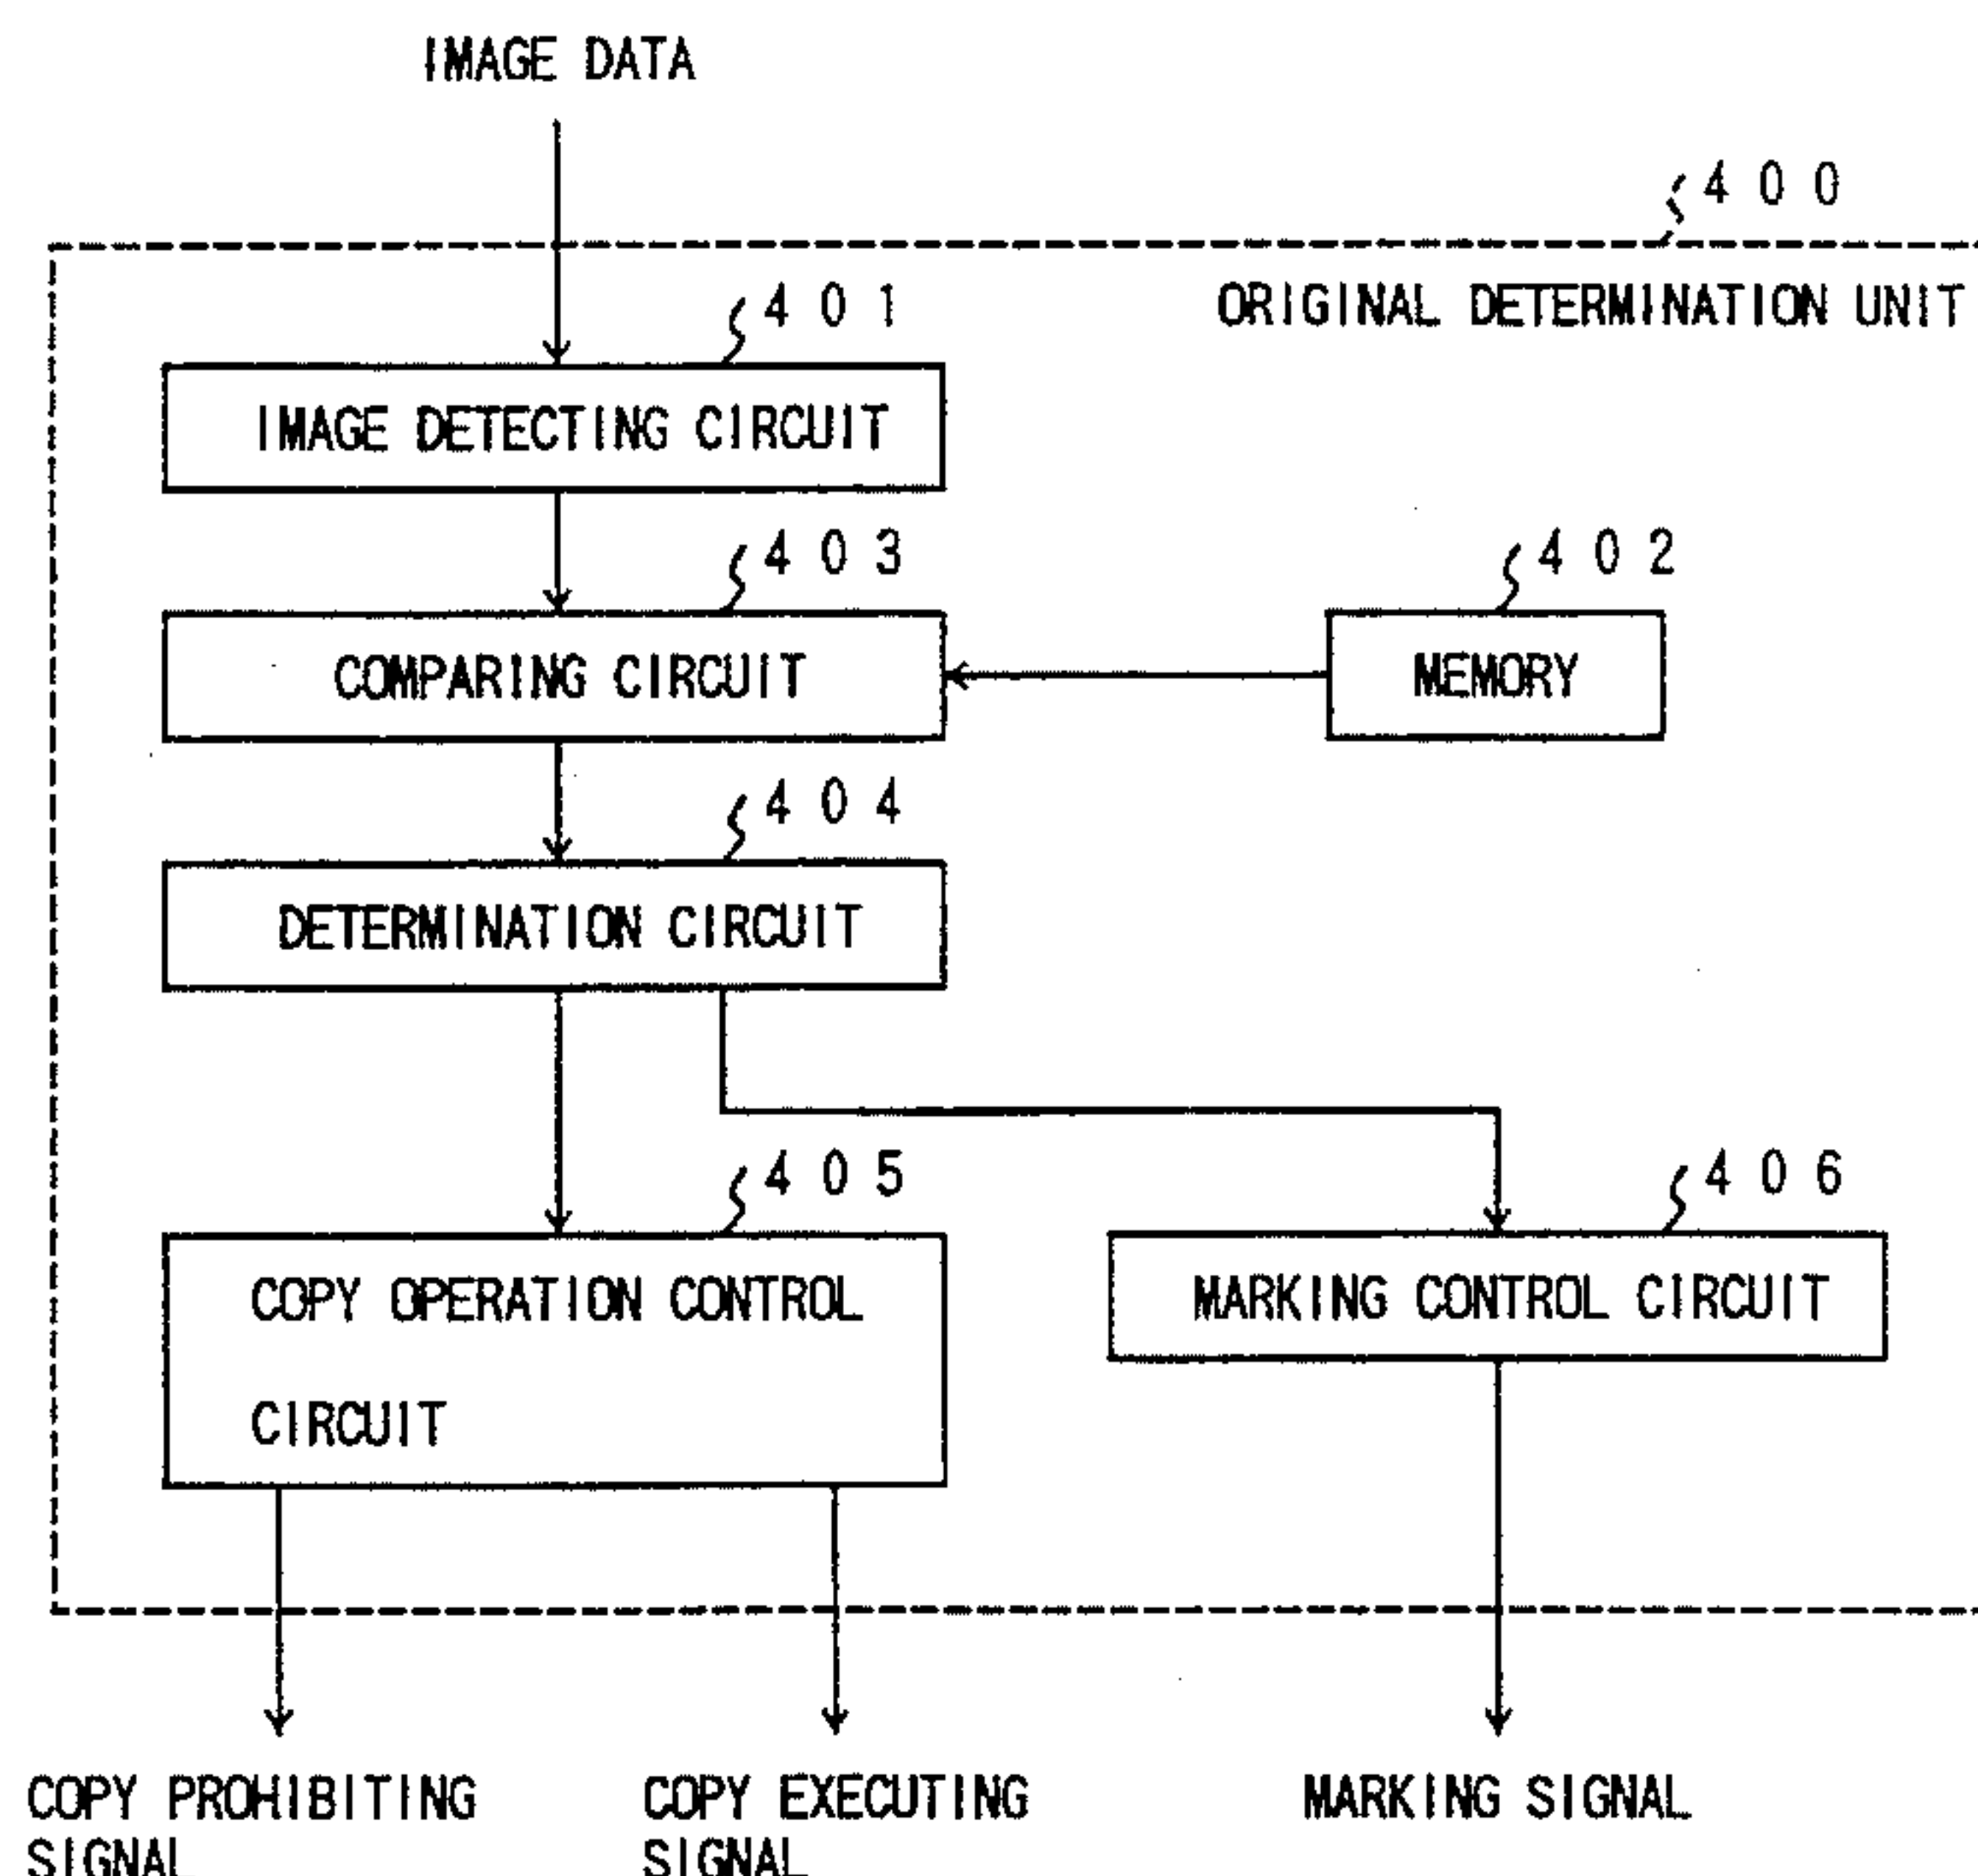 IMAGE DATA
400
ORIGINAL DETERMINATION UNIT
401
IMAGE DETECTING CIRCUIT
403
COMPARING CIRCUIT
402
MEMORY
404
DETERMINATION CIRCUIT
405
COPY OPERATION CONTROL
CIRCUIT
406
MARKING CONTROL CIRCUIT
COPY PROHIBITING
SIGNAL
COPY EXECUTING
SIGNAL
MARKING SIGNAL